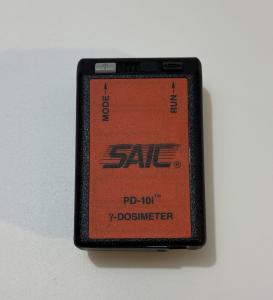 MODE→
RUN→
SAIC®
PD-10i™
γ-DOSIMETER